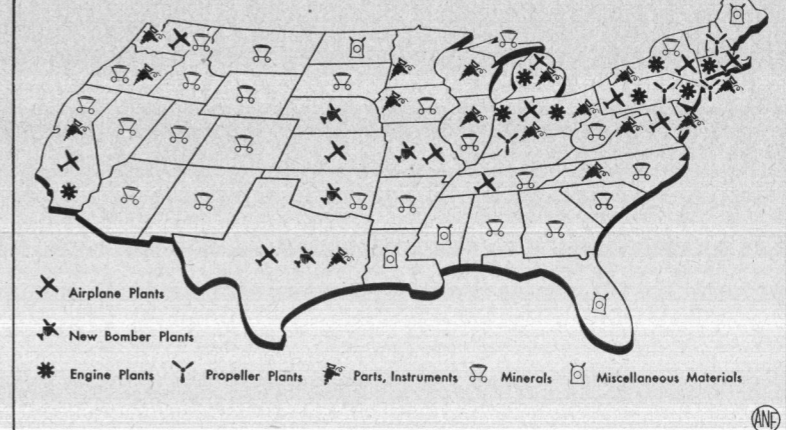 Airplane Plants
New Bomber Plants
Engine Plants Propeller Plants Parts, Instruments Minerals Miscellaneous Materials
ANF